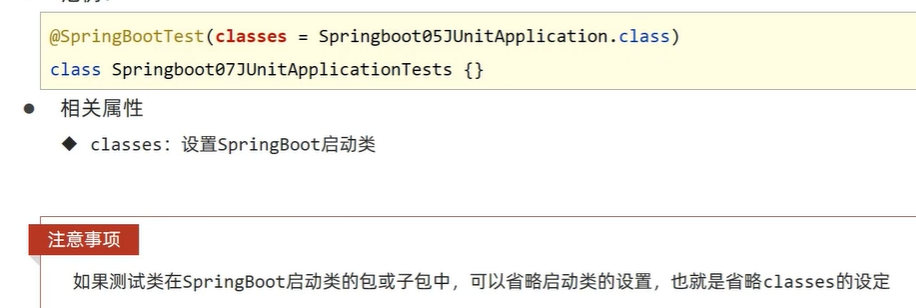 @SpringBootTest(classes = Springboot05JUnitApplication.class)
class Springboot07JUnitApplicationTests {}
● 相关属性
◆ classes：设置SpringBoot启动类
注意事项
如果测试类在SpringBoot启动类的包或子包中，可以省略启动类的设置，也就是省略classes的设定